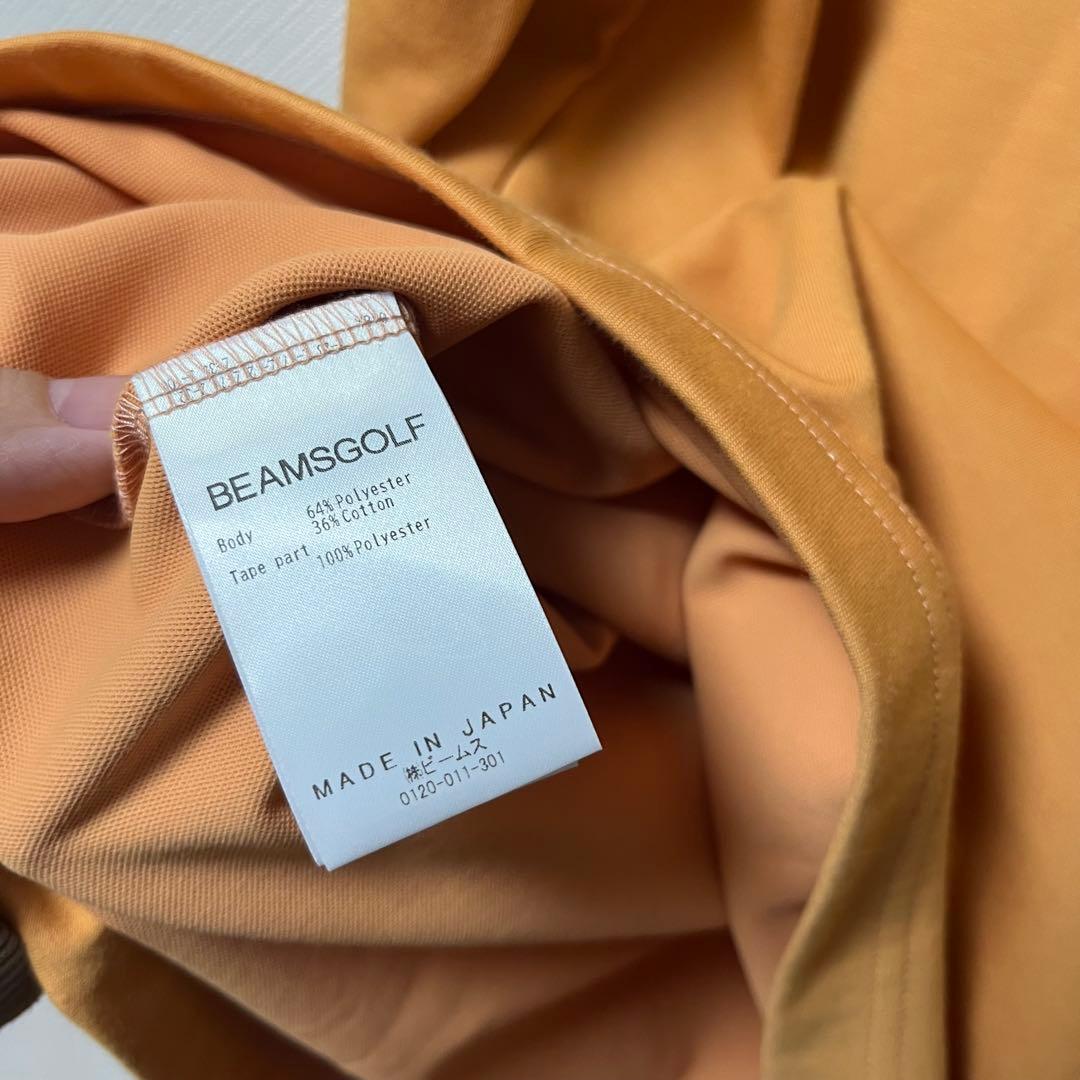 BEAMSGOLF
Body 64%Polyester
36%Cotton
Tape part 100%Polyester
MADE IN JAPAN
㈱ビームス
0120-011-301